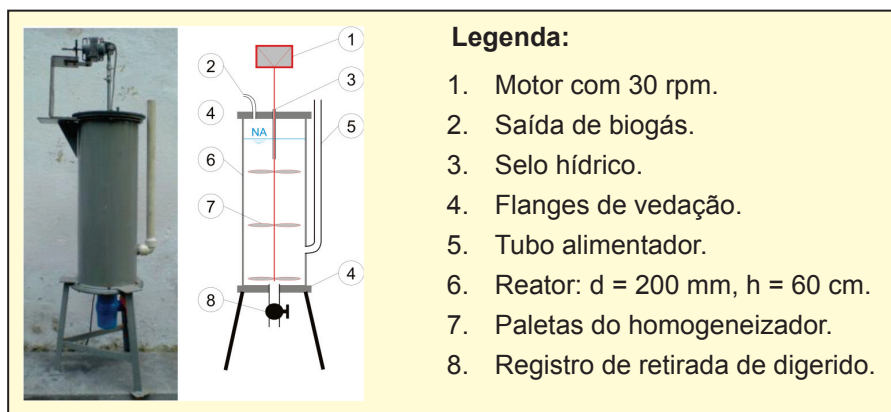 1
2
3
4
NA
5
6
7
4
8
Legenda:
1. Motor com 30 rpm.
2. Saída de biogás.
3. Selo hídrico.
4. Flanges de vedação.
5. Tubo alimentador.
6. Reator: d = 200 mm, h = 60 cm.
7. Paletas do homogeneizador.
8. Registro de retirada de digerido.